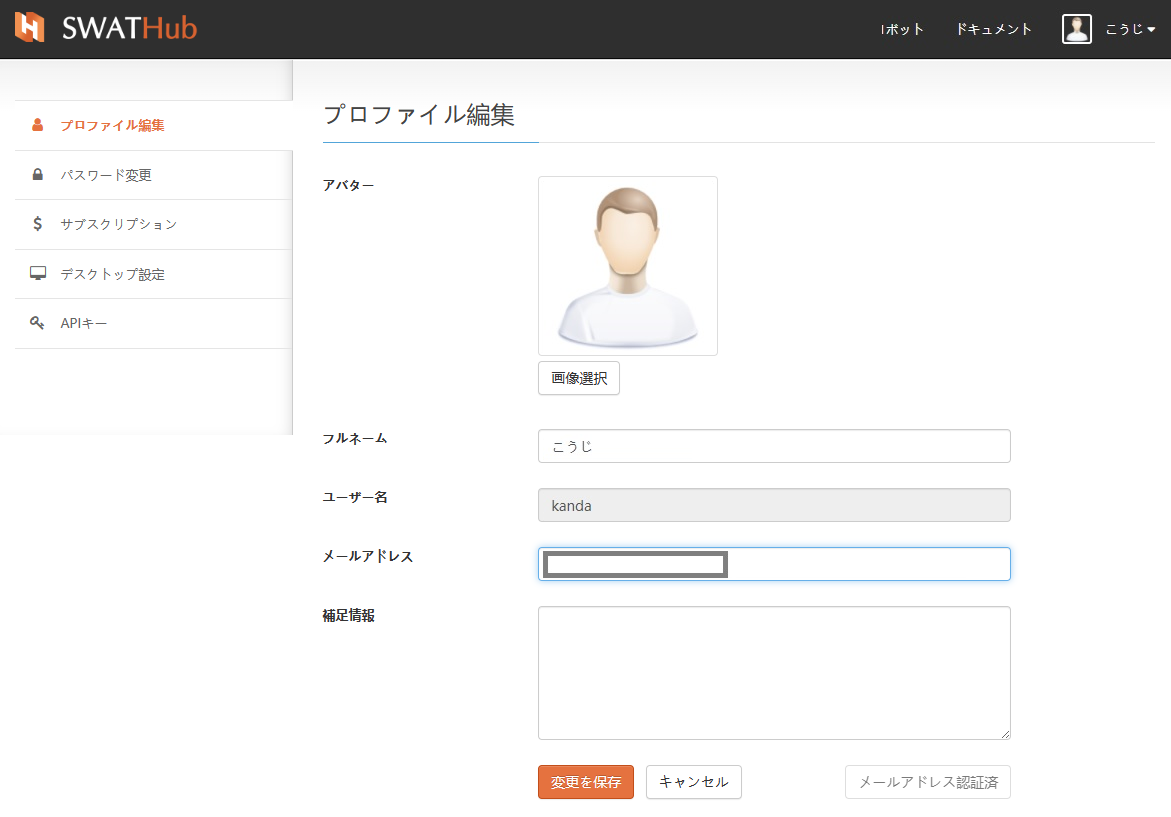 SWATHub
ロボット
ドキュメント
こうじ
プロファイル編集
パスワード変更
サブスクリプション
デスクトップ設定
APIキー
プロファイル編集
アバター
画像選択
フルネーム
こうじ
ユーザー名
kanda
メールアドレス
補足情報
変更を保存
キャンセル
メールアドレス認証済